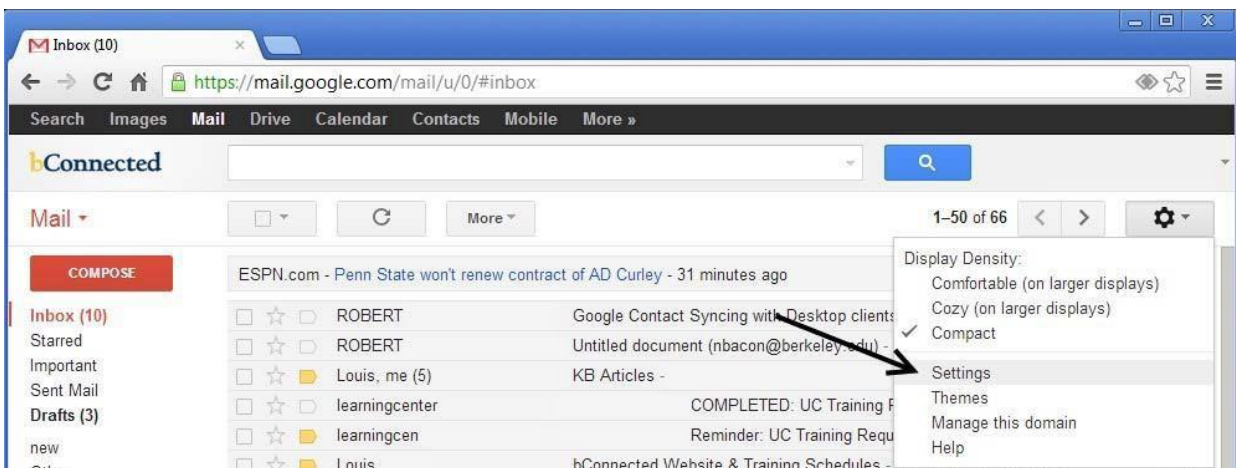 Inbox (10)
https://mail.google.com/mail/u/0/#inbox
Search Images Mail Drive Calendar Contacts Mobile More »
bConnected
Mail
More
1–50 of 66
COMPOSE
ESPN.com - Penn State won't renew contract of AD Curley - 31 minutes ago
Display Density:
Comfortable (on larger displays)
Cozy (on larger displays)
Compact
Settings
Themes
Manage this domain
Help
Inbox (10)
Starred
Important
Sent Mail
Drafts (3)
new
ROBERT Google Contact Syncing with Desktop clients
ROBERT Untitled document (nbacon@berkeley.edu) -
Louis, me (5) KB Articles -
learningcenter COMPLETED: UC Training
learningcen Reminder: UC Training Requ
Louis bConnected Website & Training Schedules -